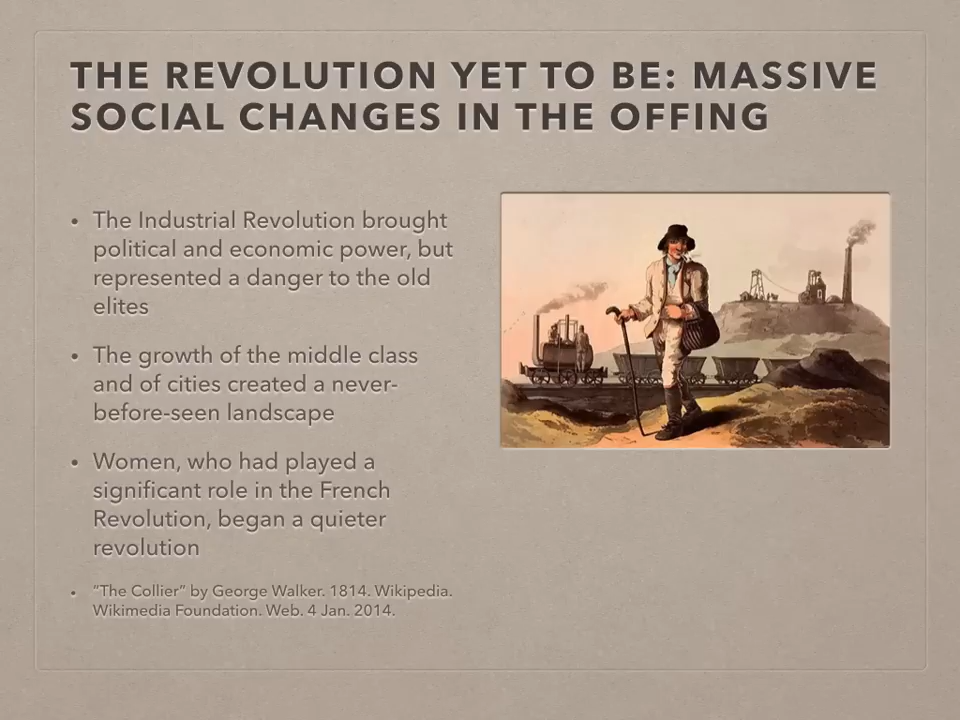 THE REVOLUTION YET TO BE: MASSIVE
SOCIAL CHANGES IN THE OFFING
• The Industrial Revolution brought
political and economic power, but
represented a danger to the old
elites
• The growth of the middle class
and of cities created a never-
before-seen landscape
• Women, who had played a
significant role in the French
Revolution, began a quieter
revolution
• "The Collier" by George Walker. 1814. Wikipedia.
Wikimedia Foundation. Web. 4 Jan. 2014.